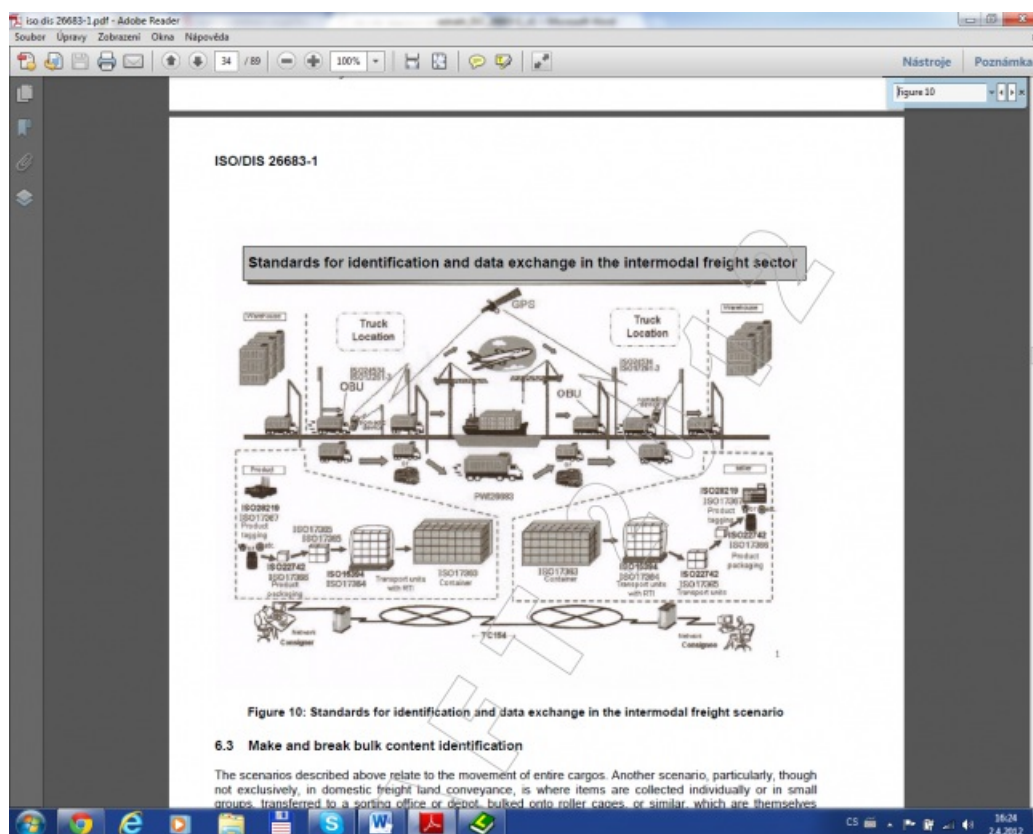 iso dis 26683-1.pdf - Adobe Reader
Soubor Úpravy Zobrazení Okna Nápověda
34 / 89 100% Nástroje Poznámka
Figure 10
ISO/DIS 26683-1
Standards for identification and data exchange in the intermodal freight sector
GPS
Warehouse
Truck
Location
Truck
Location
Warehouse
OBU
OBU
Product
ISO28219
ISO17367
Product
tagging
ISO22742
ISO17366
Product
packaging
ISO17365
ISO15394
ISO17364
Transport units
with RTI
ISO17363
Container
ISO17363
Container
ISO15394
ISO17364
Transport units
with RTI
ISO22742
ISO17365
Transport units
ISO28219
ISO17367
Product
tagging
ISO22742
ISO17366
Product
packaging
Network
Consigner
TC154
Network
Consignee
1
Figure 10: Standards for identification and data exchange in the intermodal freight scenario
6.3 Make and break bulk content identification
The scenarios described above relate to the movement of entire cargos. Another scenario, particularly, though
not exclusively, in domestic freight land conveyance, is where items are collected individually or in small
groups, transferred to a sorting office or depot, bulked onto roller cages, or similar, which are themselves
CS 16:24